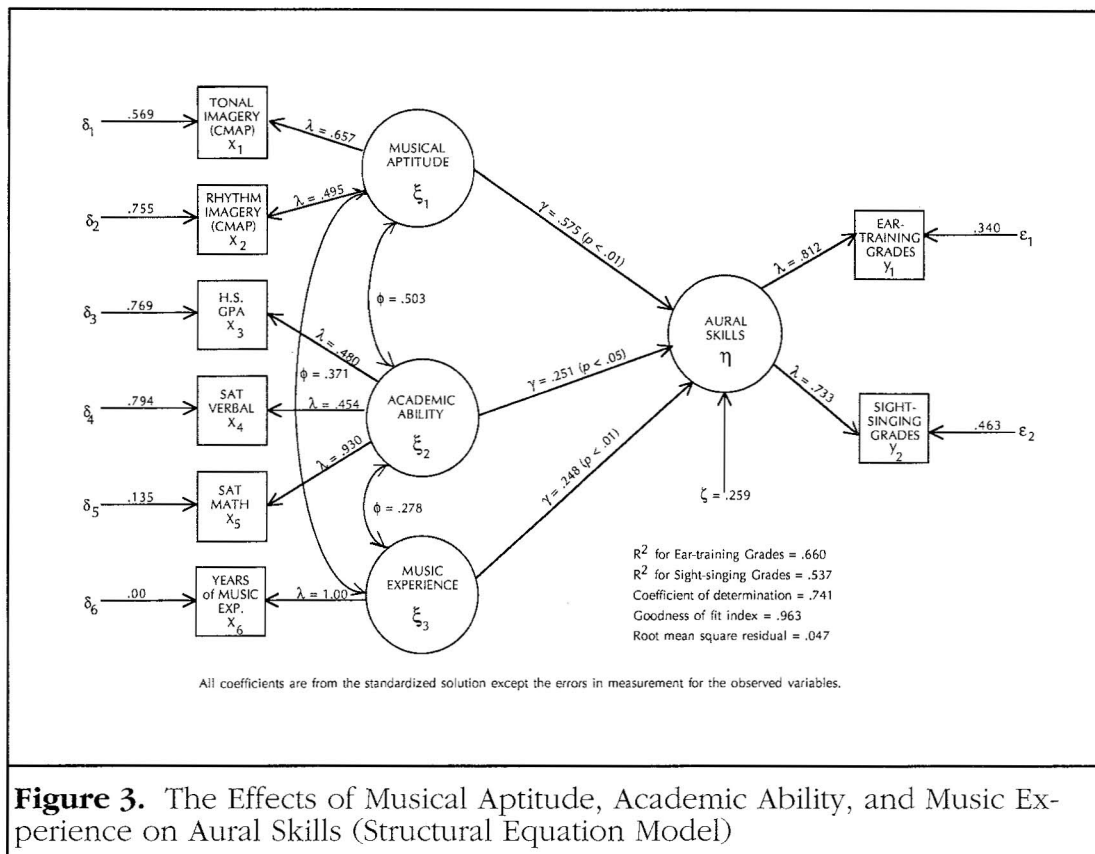 δ1 .569 TONAL
IMAGERY
(CMAP)
X1
λ = .657
MUSICAL
APTITUDE
ξ1
δ2 .755 RHYTHM
IMAGERY
(CMAP)
X2
λ = .495
γ = .575 (p < .01)
EAR-
TRAINING
GRADES
y1
.340 ε1
λ = .812
δ3 .769 H.S.
GPA
X3
λ = .480
φ = .503
φ = .371
AURAL
SKILLS
η
δ4 .794 SAT
VERBAL
X4
λ = .454
ACADEMIC
ABILITY
ξ2
γ = .251 (p < .05)
λ = .733
SIGHT-
SINGING
GRADES
y2
.463 ε2
δ5 .135 SAT
MATH
X5
λ = .930
φ = .278
γ = .248 (p < .01)
ζ = .259
δ6 .00 YEARS
of MUSIC
EXP.
X6
λ = 1.00
MUSIC
EXPERIENCE
ξ3
R2 for Ear-training Grades = .660
R2 for Sight-singing Grades = .537
Coefficient of determination = .741
Goodness of fit index = .963
Root mean square residual = .047
All coefficients are from the standardized solution except the errors in measurement for the observed variables.
Figure 3. The Effects of Musical Aptitude, Academic Ability, and Music Ex-
perience on Aural Skills (Structural Equation Model)